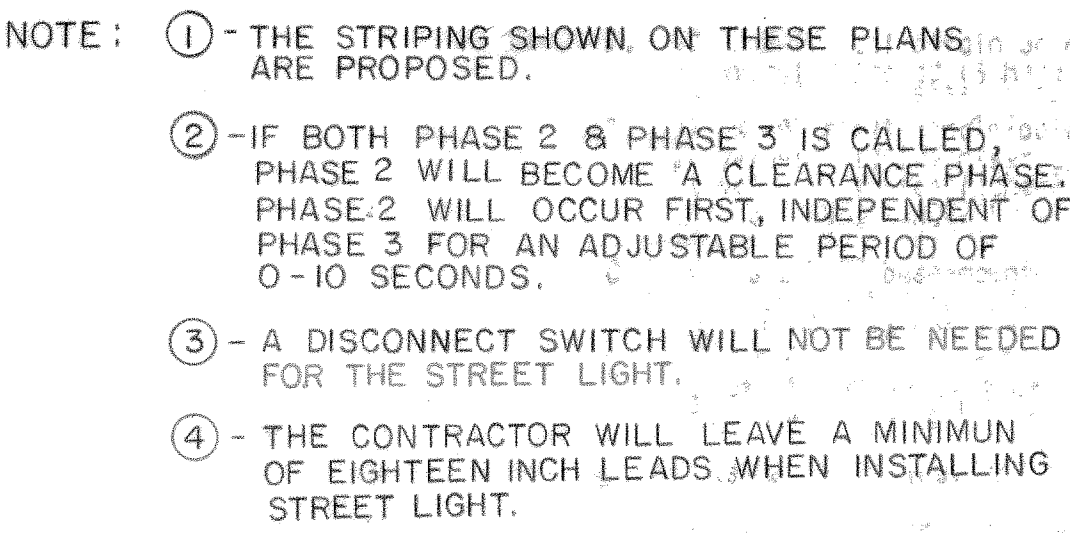 NOTE: ① - THE STRIPING SHOWN ON THESE PLANS
ARE PROPOSED.
② - IF BOTH PHASE 2 & PHASE 3 IS CALLED,
PHASE 2 WILL BECOME A CLEARANCE PHASE.
PHASE 2 WILL OCCUR FIRST, INDEPENDENT OF
PHASE 3 FOR AN ADJUSTABLE PERIOD OF
0-10 SECONDS.
③ - A DISCONNECT SWITCH WILL NOT BE NEEDED
FOR THE STREET LIGHT.
④ - THE CONTRACTOR WILL LEAVE A MINIMUN
OF EIGHTEEN INCH LEADS WHEN INSTALLING
STREET LIGHT.